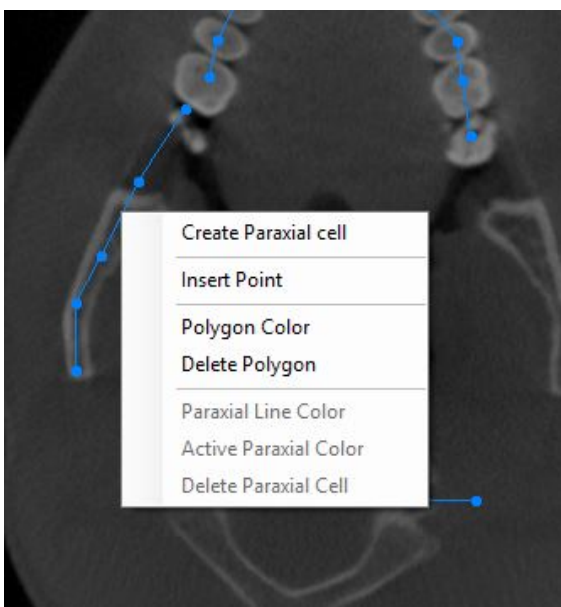 Create Paraxial cell
Insert Point
Polygon Color
Delete Polygon
Paraxial Line Color
Active Paraxial Color
Delete Paraxial Cell